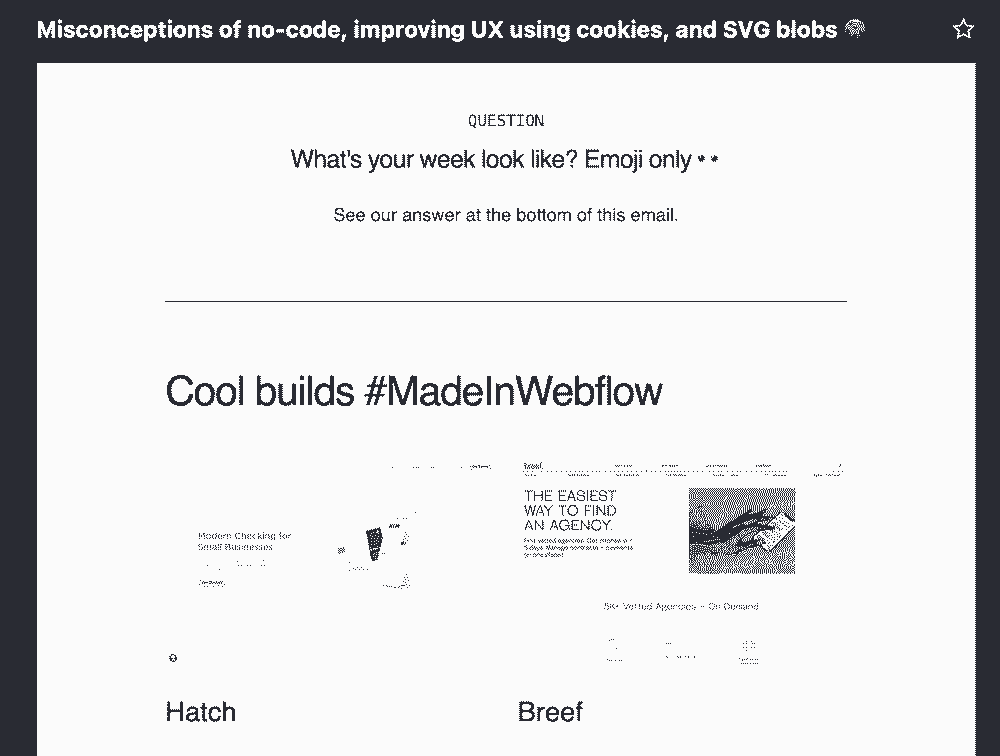 Misconceptions of no-code, improving UX using cookies, and SVG blobs
QUESTION
What's your week look like? Emoji only
See our answer at the bottom of this email.
Cool builds #MadeInWebflow
Modern Checking for
Small Businesses
Breef.
THE EASIEST
WAY TO FIND
AN AGENCY.
5K+ Vetted Agencies - On Demand
Hatch
Breef